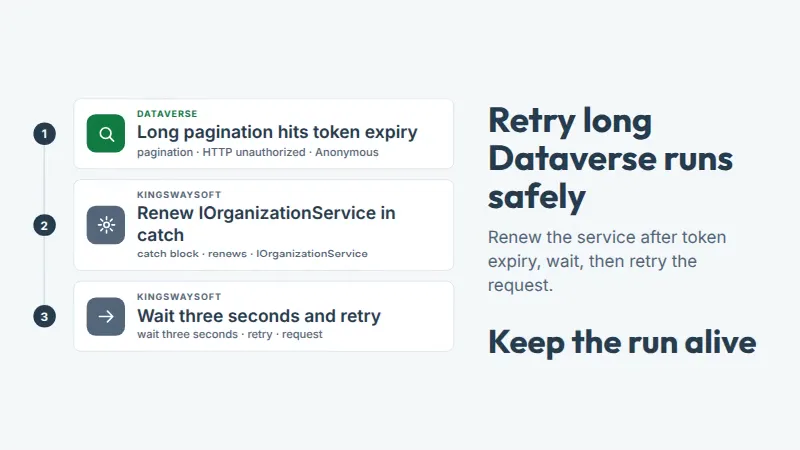 1
DATAVERSE
Long pagination hits token expiry
pagination · HTTP unauthorized · Anonymous
2
KINGSWAYSOFT
Renew IOrganizationService in
catch
catch block · renews · IOrganizationService
3
KINGSWAYSOFT
Wait three seconds and retry
wait three seconds · retry · request
Retry long
Dataverse runs
safely
Renew the service after token
expiry, wait, then retry the
request.
Keep the run alive